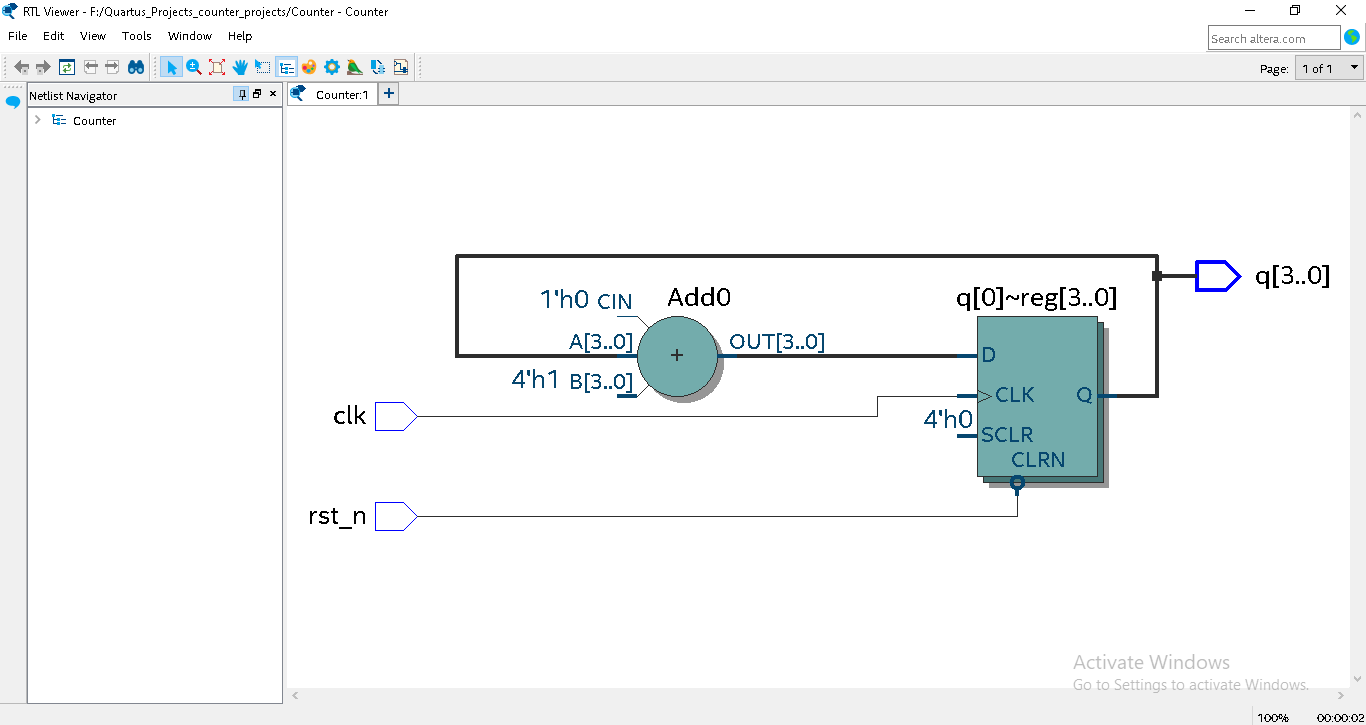 RTL Viewer - F:/Quartus_Projects_counter_projects/Counter - Counter
File Edit View Tools Window Help
Search altera.com
Page: 1 of 1
Netlist Navigator
Counter:1
Counter
q[3..0]
1'h0 CIN
Add0
q[0]~reg[3..0]
A[3..0]
+
OUT[3..0]
D
4'h1 B[3..0]
CLK
Q
clk
4'h0
SCLR
CLRN
rst_n
Activate Windows
Go to Settings to activate Windows.
100% 00:00:02